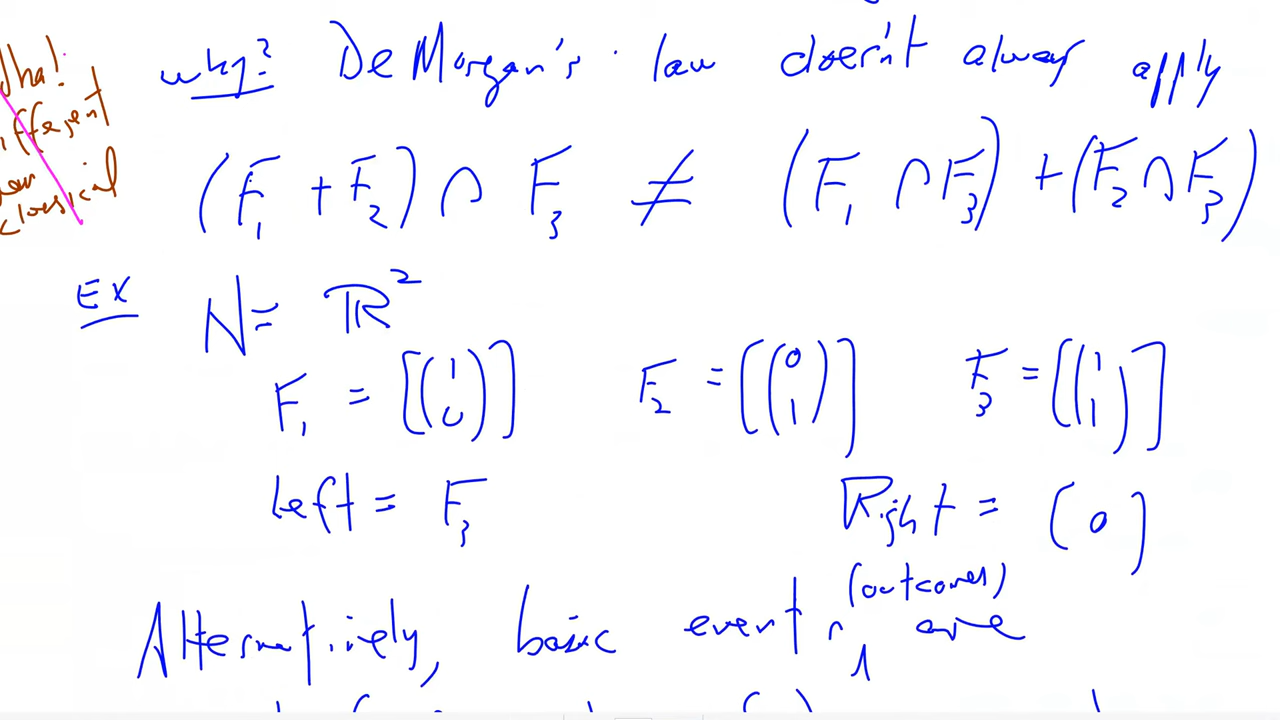 why? DeMorgan's law doesn't always apply
(F₁ + F₂) ∩ F₃ ≠ (F₁ ∩ F₃) + (F₂ ∩ F₃)
classical
EX N = ℝ²
F₁ = [(1 0)] F₂ = [(0 1)] F₃ = [(1 1)]
Left = F₃ Right = [0]
(outcomes)
Alternatively, basic events are